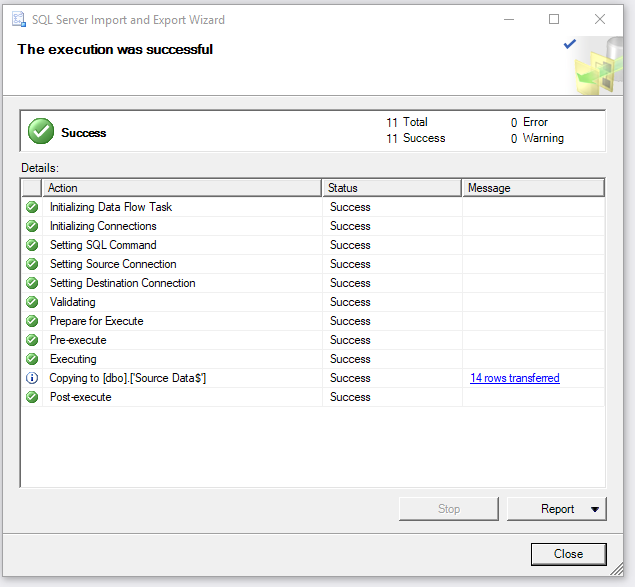 SQL Server Import and Export Wizard
The execution was successful
Success
11 Total 0 Error
11 Success 0 Warning
Details:
Action Status Message
Initializing Data Flow Task Success
Initializing Connections Success
Setting SQL Command Success
Setting Source Connection Success
Setting Destination Connection Success
Validating Success
Prepare for Execute Success
Pre-execute Success
Executing Success
Copying to [dbo].['Source Data$'] Success 14 rows transferred
Post-execute Success
Stop Report
Close